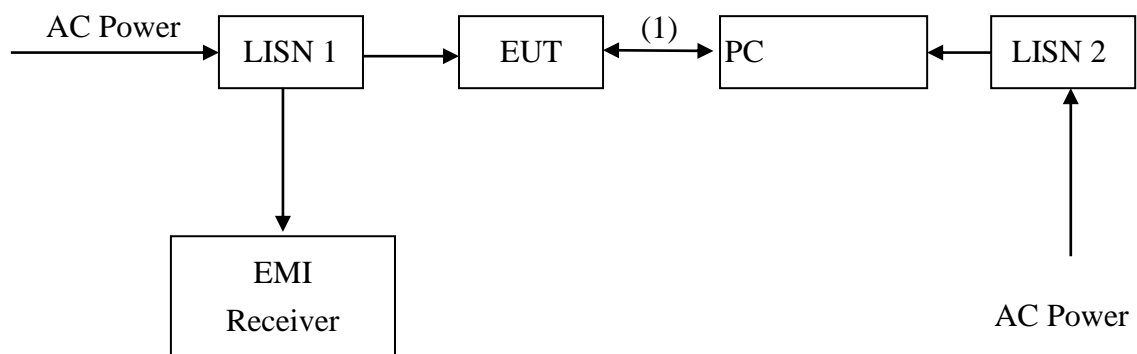 AC Power
LISN 1
EUT
(1)
PC
LISN 2
EMI
Receiver
AC Power